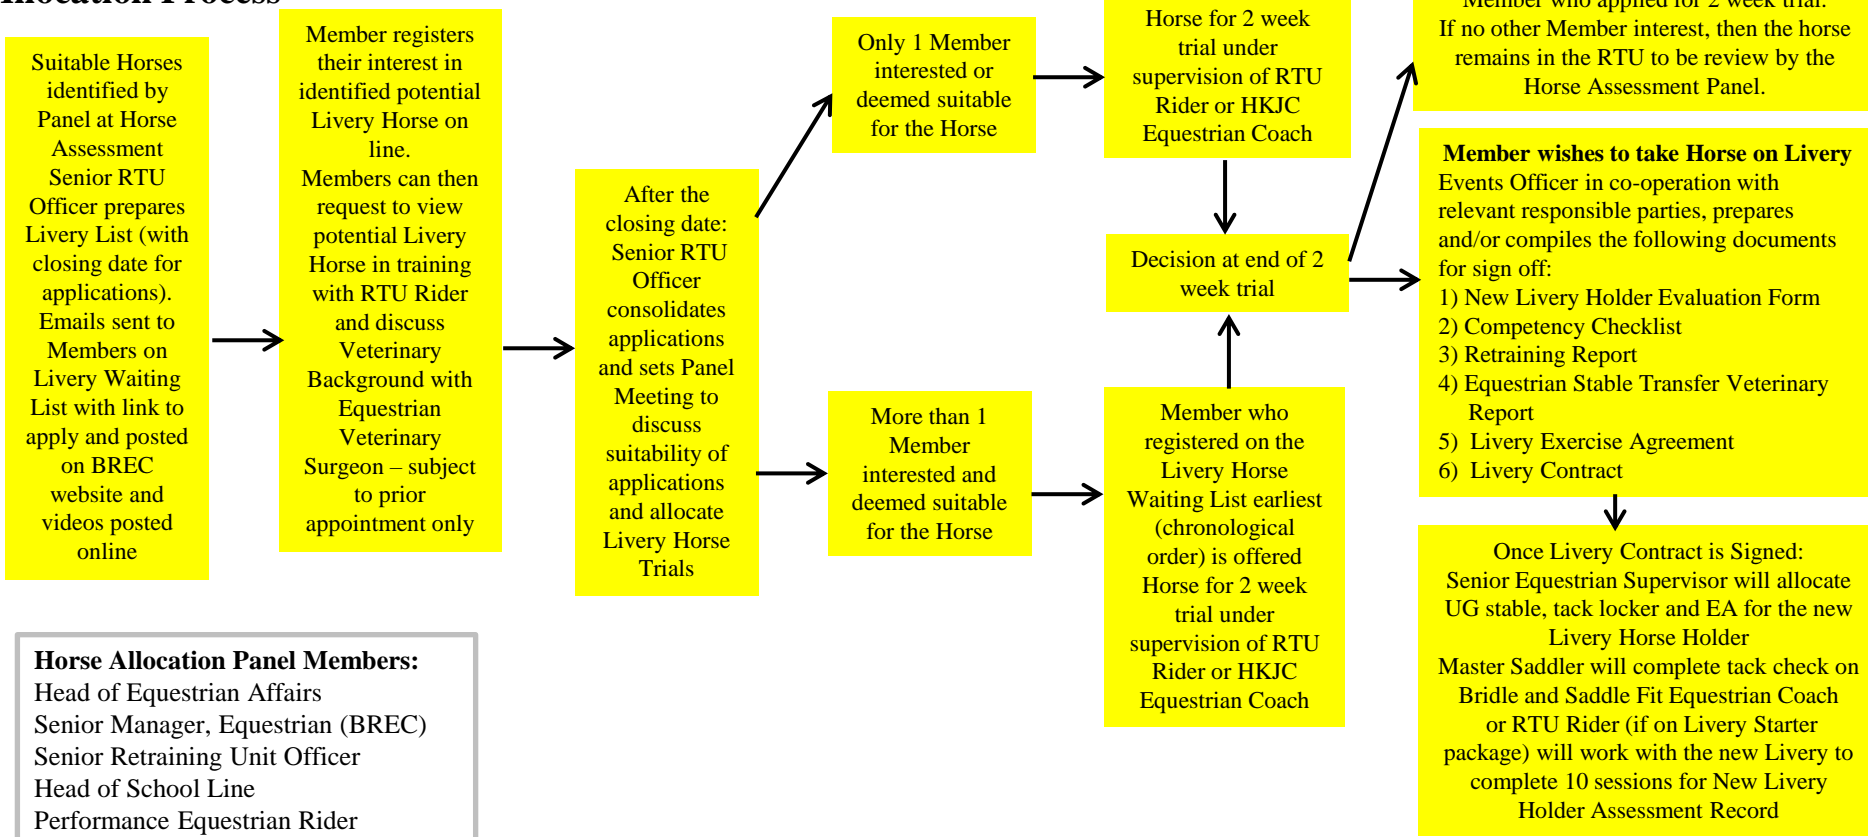 Allocation Process
Suitable Horses
identified by
Panel at Horse
Assessment
Senior RTU
Officer prepares
Livery List (with
closing date for
applications).
Emails sent to
Members on
Livery Waiting
List with link to
apply and posted
on BREC
website and
videos posted
online
Member registers
their interest in
identified potential
Livery Horse on
line.
Members can then
request to view
potential Livery
Horse in training
with RTU Rider
and discuss
Veterinary
Background with
Equestrian
Veterinary
Surgeon – subject
to prior
appointment only
After the
closing date:
Senior RTU
Officer
consolidates
applications
and sets Panel
Meeting to
discuss
suitability of
applications
and allocate
Livery Horse
Trials
Only 1 Member
interested or
deemed suitable
for the Horse
More than 1
Member
interested and
deemed suitable
for the Horse
Horse for 2 week
trial under
supervision of RTU
Rider or HKJC
Equestrian Coach
Decision at end of 2
week trial
Member who
registered on the
Livery Horse
Waiting List earliest
(chronological
order) is offered
Horse for 2 week
trial under
supervision of RTU
Rider or HKJC
Equestrian Coach
Member who applied for 2 week trial.
If no other Member interest, then the horse
remains in the RTU to be review by the
Horse Assessment Panel.
Member wishes to take Horse on Livery
Events Officer in co-operation with
relevant responsible parties, prepares
and/or compiles the following documents
for sign off:
1) New Livery Holder Evaluation Form
2) Competency Checklist
3) Retraining Report
4) Equestrian Stable Transfer Veterinary
Report
5) Livery Exercise Agreement
6) Livery Contract
Once Livery Contract is Signed:
Senior Equestrian Supervisor will allocate
UG stable, tack locker and EA for the new
Livery Horse Holder
Master Saddler will complete tack check on
Bridle and Saddle Fit Equestrian Coach
or RTU Rider (if on Livery Starter
package) will work with the new Livery to
complete 10 sessions for New Livery
Holder Assessment Record
Horse Allocation Panel Members:
Head of Equestrian Affairs
Senior Manager, Equestrian (BREC)
Senior Retraining Unit Officer
Head of School Line
Performance Equestrian Rider